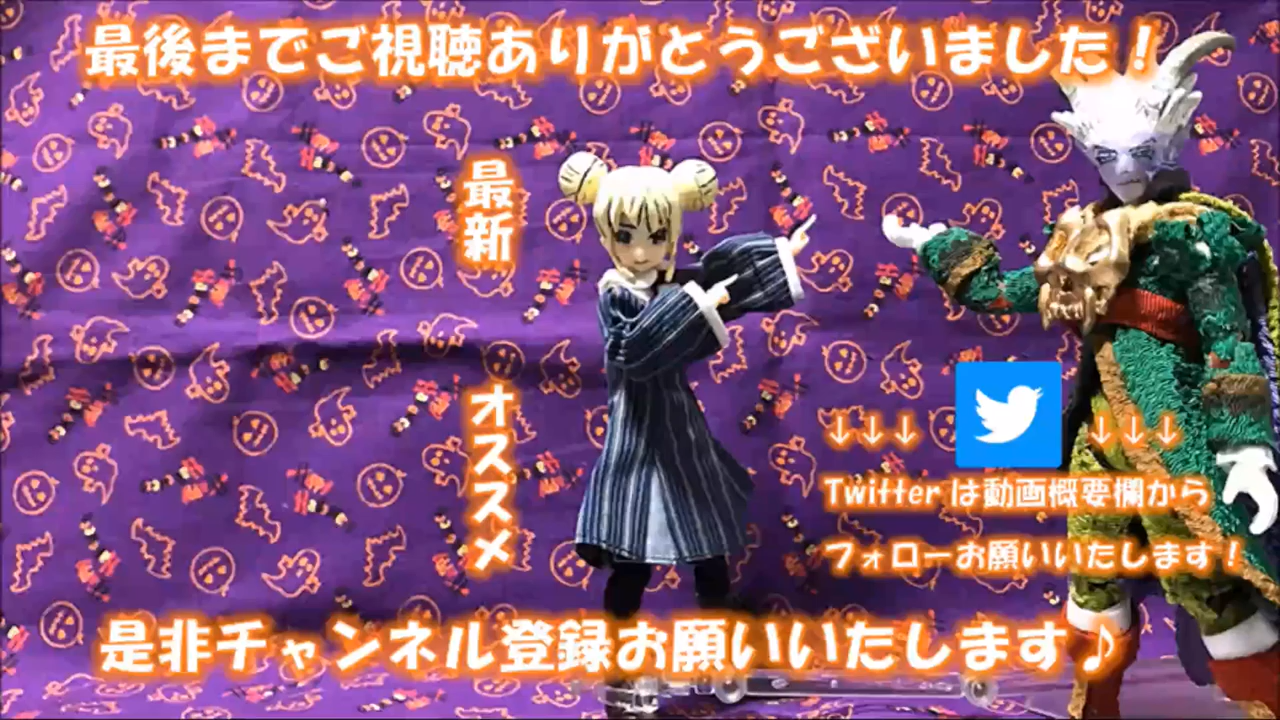 最後までご視聴ありがとうございました！
最新
オススメ
↓↓↓ ↓↓↓
Twitterは動画概要欄から
フォローお願いいたします！
是非チャンネル登録お願いいたします♪